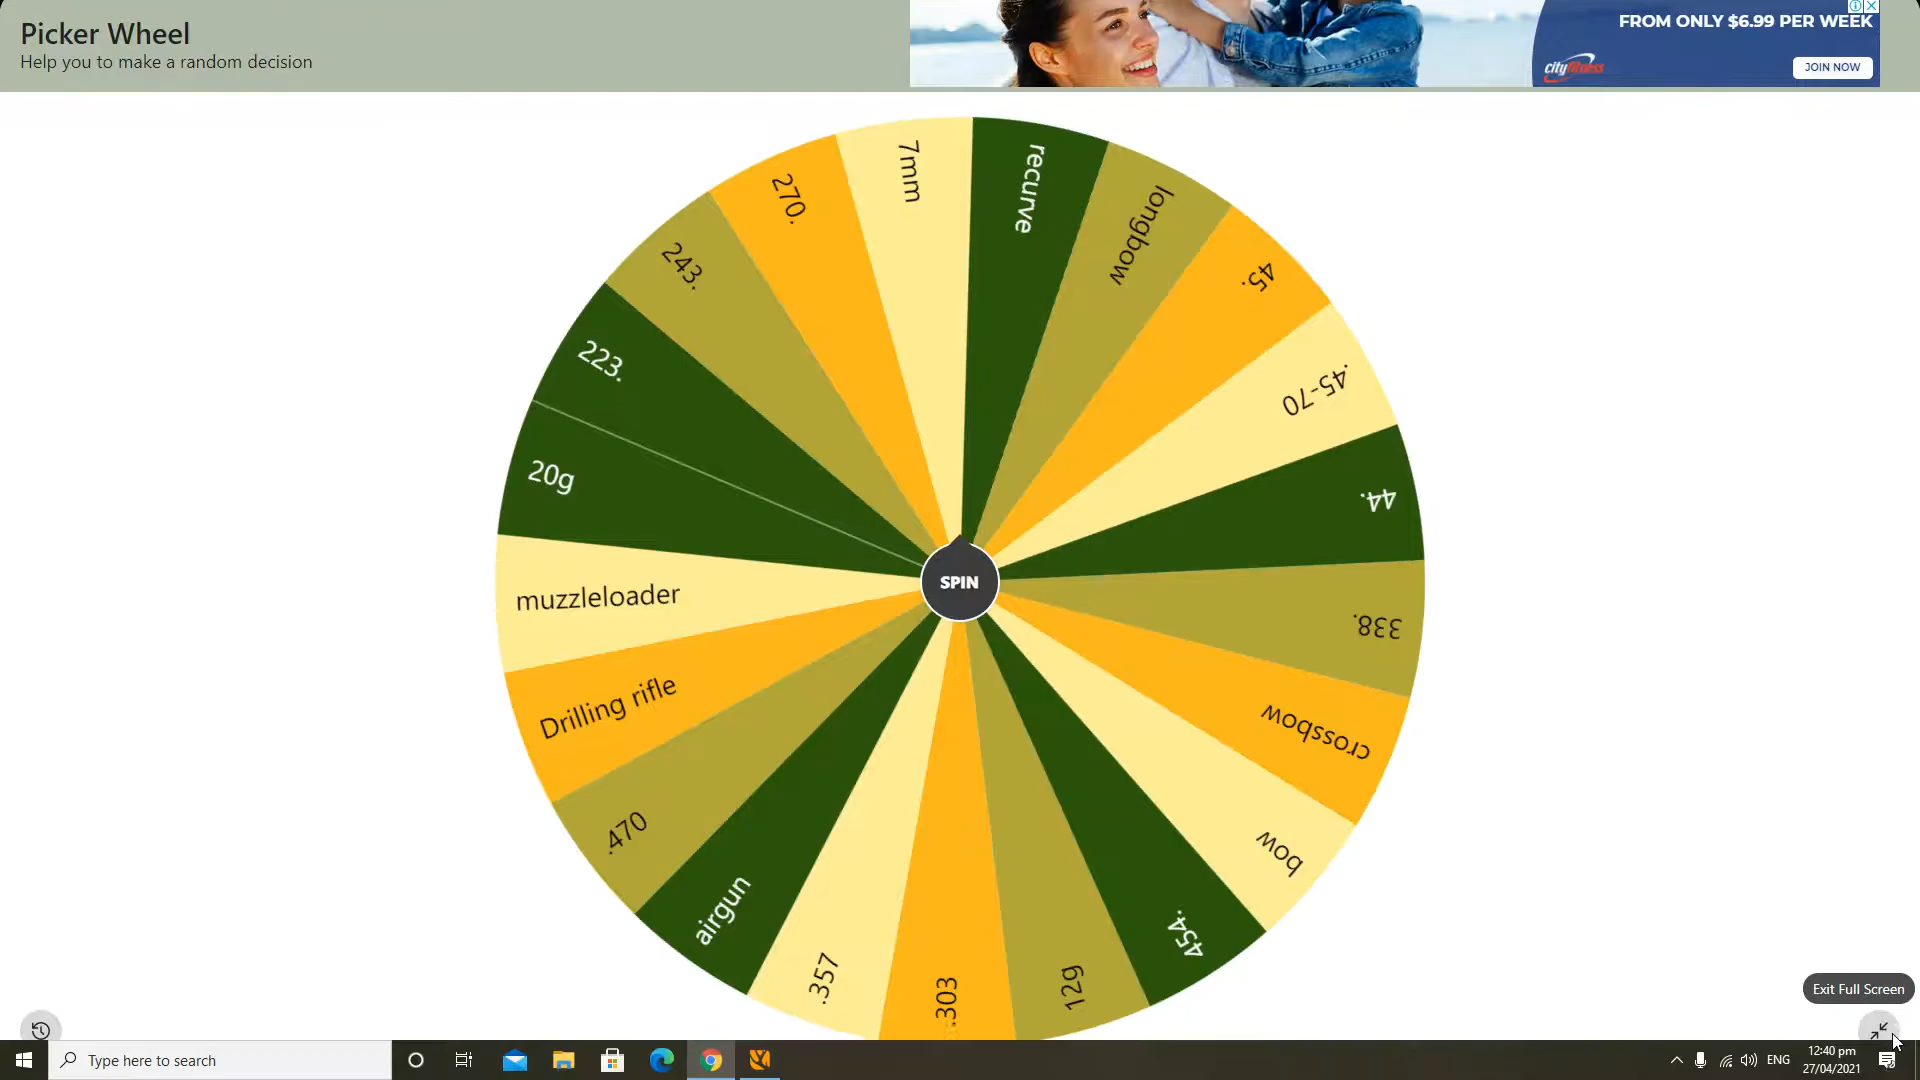 Picker Wheel
Help you to make a random decision
FROM ONLY $6.99 PER WEEK
cityfitness
JOIN NOW
7mm
recurve
longbow
45.
.45-70
44.
338.
crossbow
bow
454.
12g
.303
.357
airgun
.470
Drilling rifle
muzzleloader
20g
223.
243.
270.
SPIN
Exit Full Screen
Type here to search
ENG
12:40 pm
27/04/2021